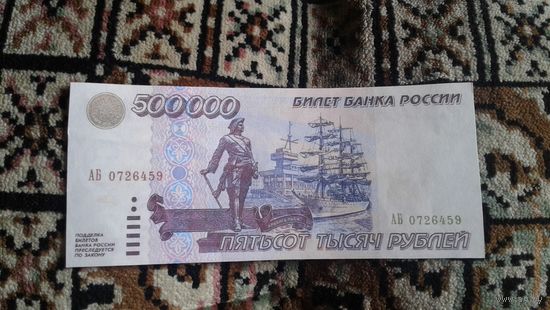 500000
БИЛЕТ БАНКА РОССИИ
АБ 0726459
АБ 0726459
ПОДДЕЛКА
БИЛЕТОВ
БАНКА РОССИИ
ПРЕСЛЕДУЕТСЯ
ПО ЗАКОНУ
ПЯТЬСОТ ТЫСЯЧ РУБЛЕЙ